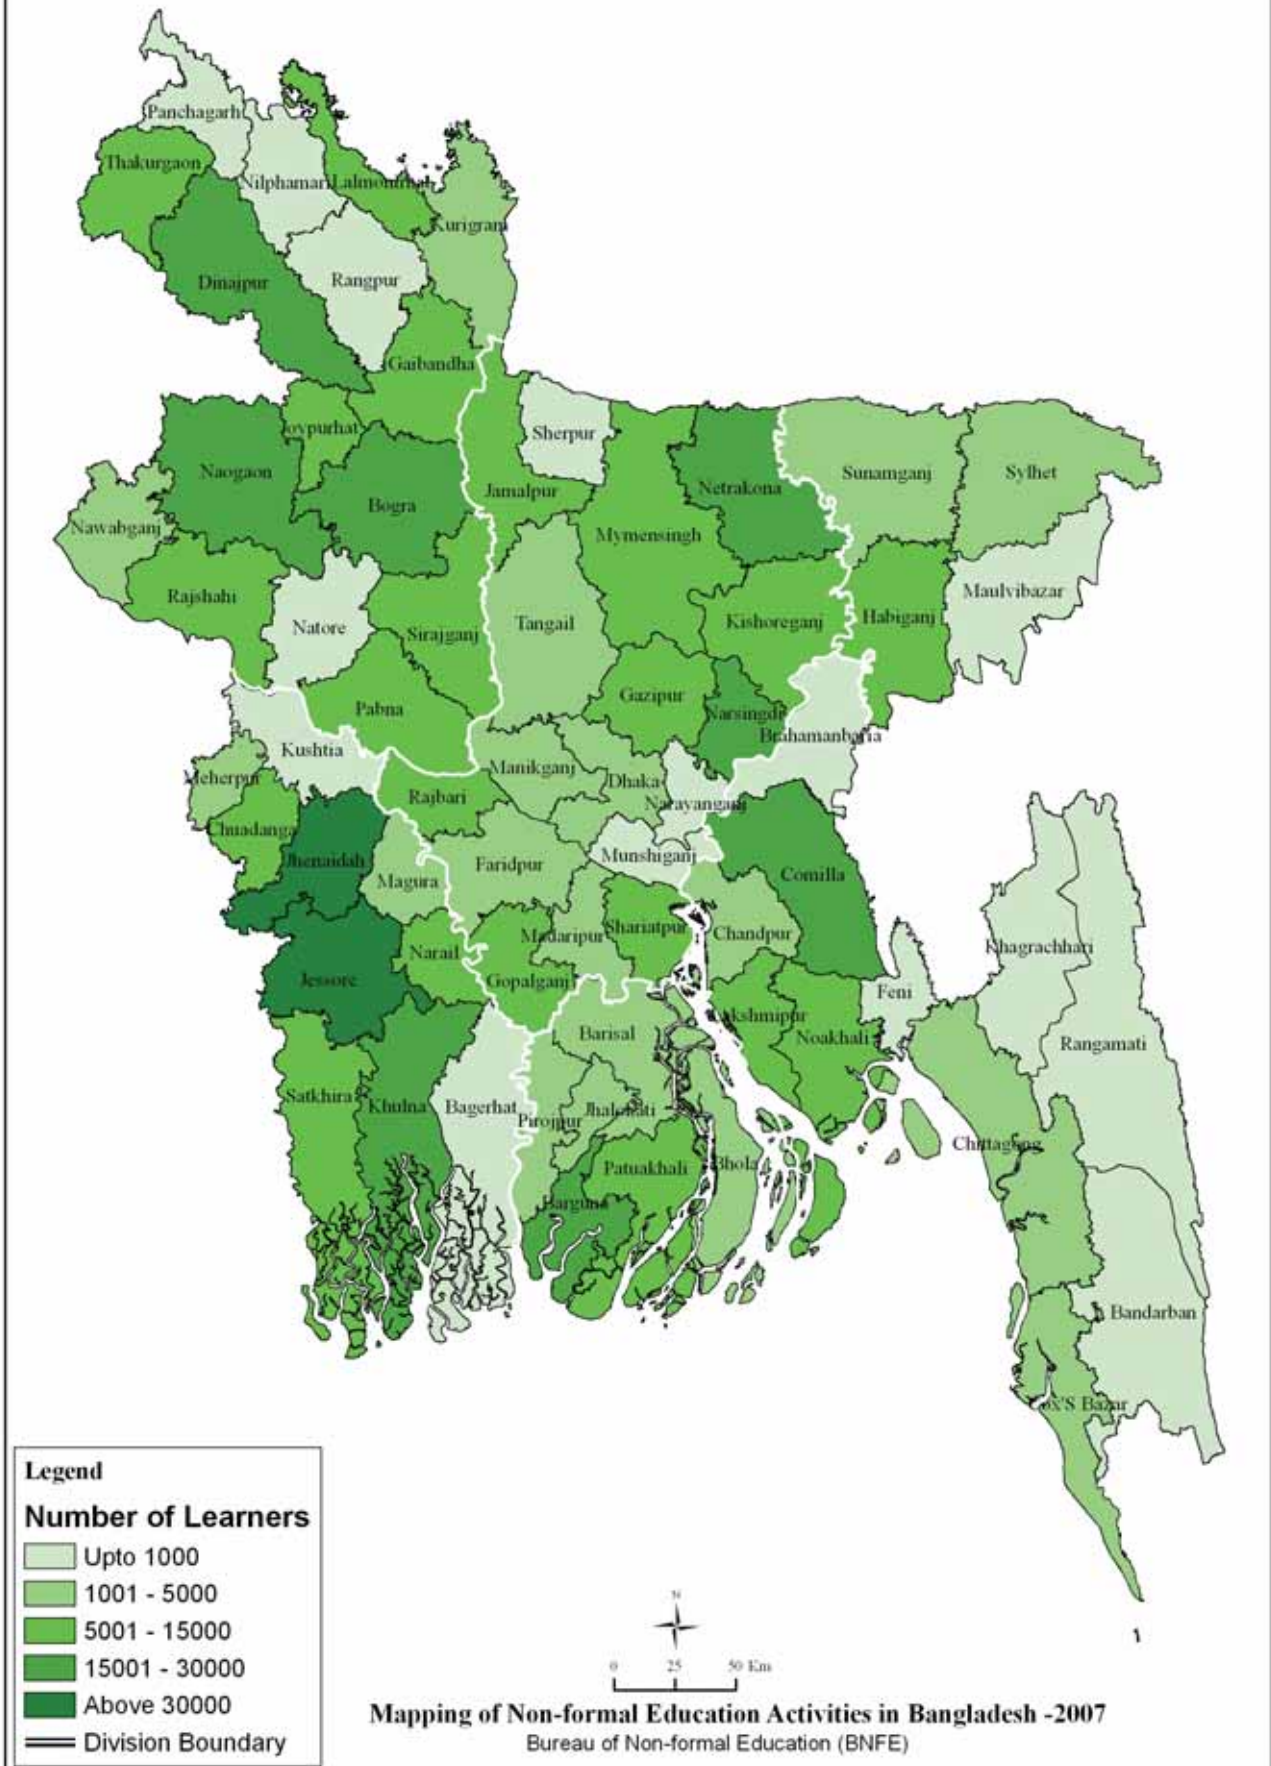 Panchagarh
Thakurgaon
Nilphamari
Lalmonirhat
Kurigram
Dinajpur
Rangpur
Gaibandha
Joypurhat
Sherpur
Naogaon
Bogra
Jamalpur
Netrakona
Sunamganj
Sylhet
Nawabganj
Mymensingh
Rajshahi
Natore
Sirajganj
Tangail
Kishoreganj
Habiganj
Maulvibazar
Pabna
Gazipur
Narsingdi
Brahamanbaria
Kushtia
Meherpur
Manikganj
Dhaka
Rajbari
Narayanganj
Chuadanga
Jhenaidah
Magura
Faridpur
Munshiganj
Comilla
Narail
Madaripur
Shariatpur
Chandpur
Khagrachhari
Jessore
Gopalganj
Feni
Lakshmipur
Noakhali
Barisal
Rangamati
Satkhira
Khulna
Bagerhat
Pirojpur
Jhalokati
Chittagong
Patuakhali
Bhola
Barguna
Bandarban
Cox'S Bazar
Legend
Number of Learners
Upto 1000
1001 - 5000
5001 - 15000
15001 - 30000
Above 30000
Division Boundary
N
0 25 50 Km
1
Mapping of Non-formal Education Activities in Bangladesh -2007
Bureau of Non-formal Education (BNFE)